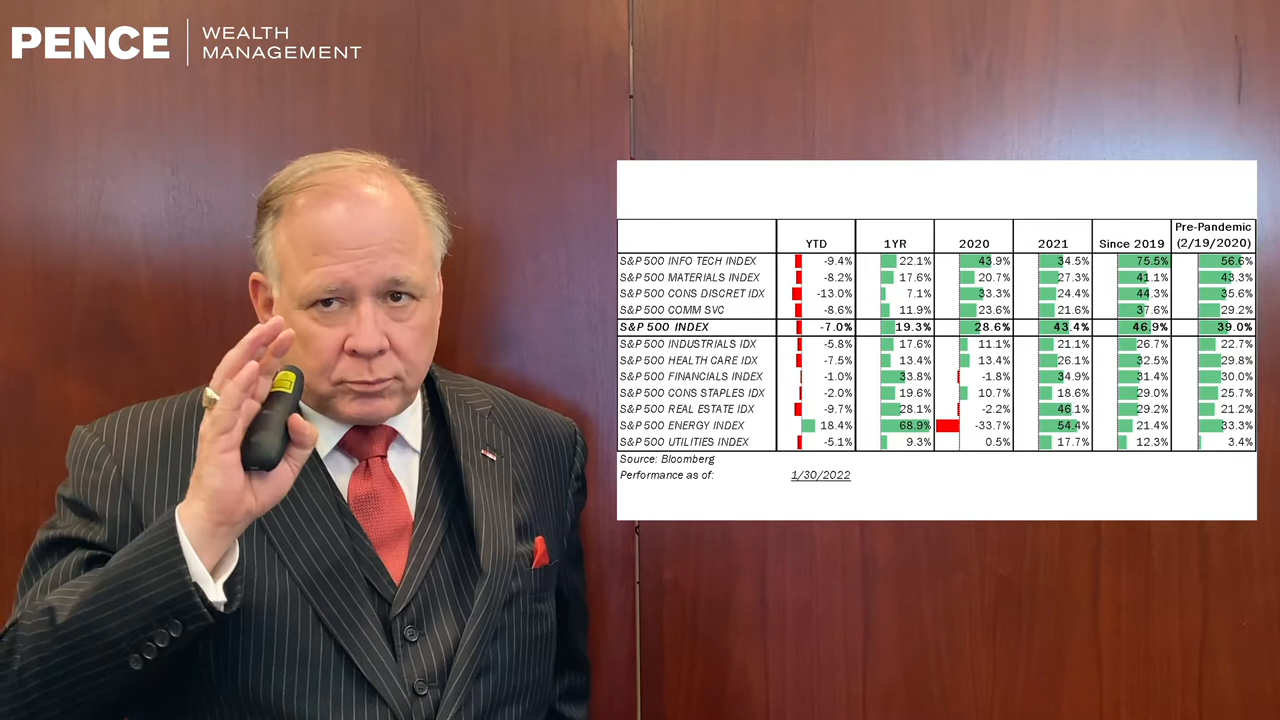 PENCE
WEALTH
MANAGEMENT
YTD 1YR 2020 2021 Since 2019 Pre-Pandemic (2/19/2020)
S&P 500 INFO TECH INDEX -9.4% 22.1% 43.9% 34.5% 75.5% 56.6%
S&P 500 MATERIALS INDEX -8.2% 17.6% 20.7% 27.3% 41.1% 43.3%
S&P 500 CONS DISCRET IDX -13.0% 7.1% 33.3% 24.4% 44.3% 35.6%
S&P 500 COMM SVC -8.6% 11.9% 23.6% 21.6% 37.6% 29.2%
S&P 500 INDEX -7.0% 19.3% 28.6% 43.4% 46.9% 39.0%
S&P 500 INDUSTRIALS IDX -5.8% 17.6% 11.1% 21.1% 26.7% 22.7%
S&P 500 HEALTH CARE IDX -7.5% 13.4% 13.4% 26.1% 32.5% 29.8%
S&P 500 FINANCIALS INDEX -1.0% 33.8% -1.8% 34.9% 31.4% 30.0%
S&P 500 CONS STAPLES IDX -2.0% 19.6% 10.7% 18.6% 29.0% 25.7%
S&P 500 REAL ESTATE IDX -9.7% 28.1% -2.2% 46.1% 29.2% 21.2%
S&P 500 ENERGY INDEX 18.4% 68.9% -33.7% 54.4% 21.4% 33.3%
S&P 500 UTILITIES INDEX -5.1% 9.3% 0.5% 17.7% 12.3% 3.4%
Source: Bloomberg
Performance as of: 1/30/2022